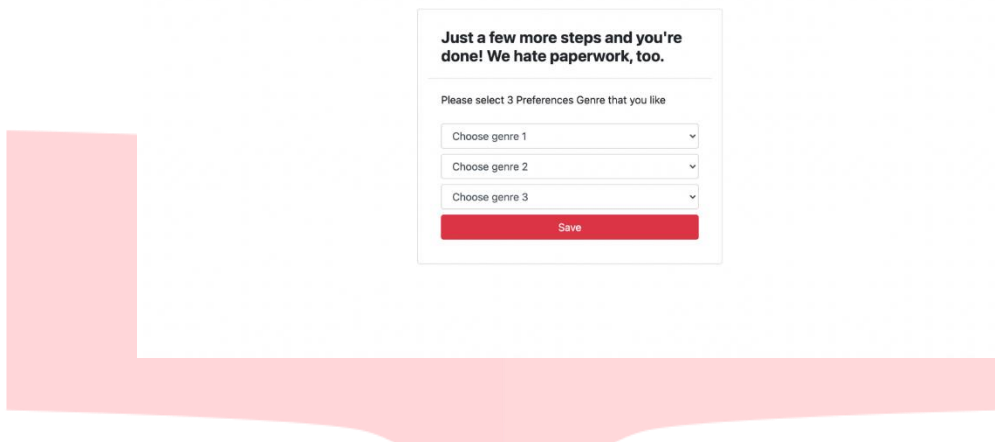 Just a few more steps and you're
done! We hate paperwork, too.
Please select 3 Preferences Genre that you like
Choose genre 1
Choose genre 2
Choose genre 3
Save